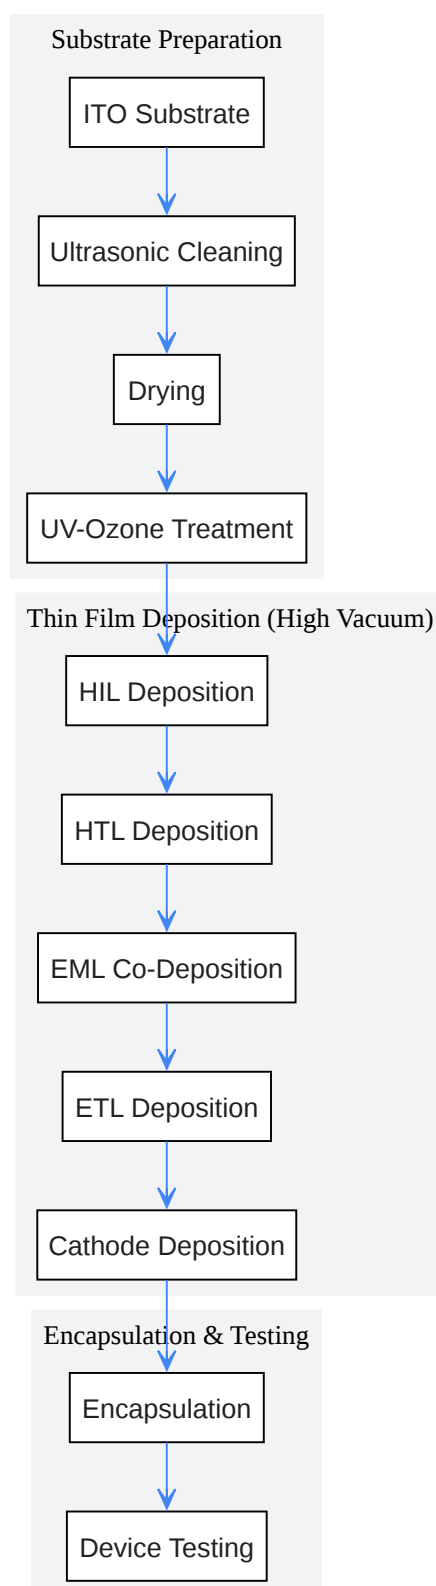 Substrate Preparation
ITO Substrate
Ultrasonic Cleaning
Drying
UV-Ozone Treatment
Thin Film Deposition (High Vacuum)
HIL Deposition
HTL Deposition
EML Co-Deposition
ETL Deposition
Cathode Deposition
Encapsulation & Testing
Encapsulation
Device Testing